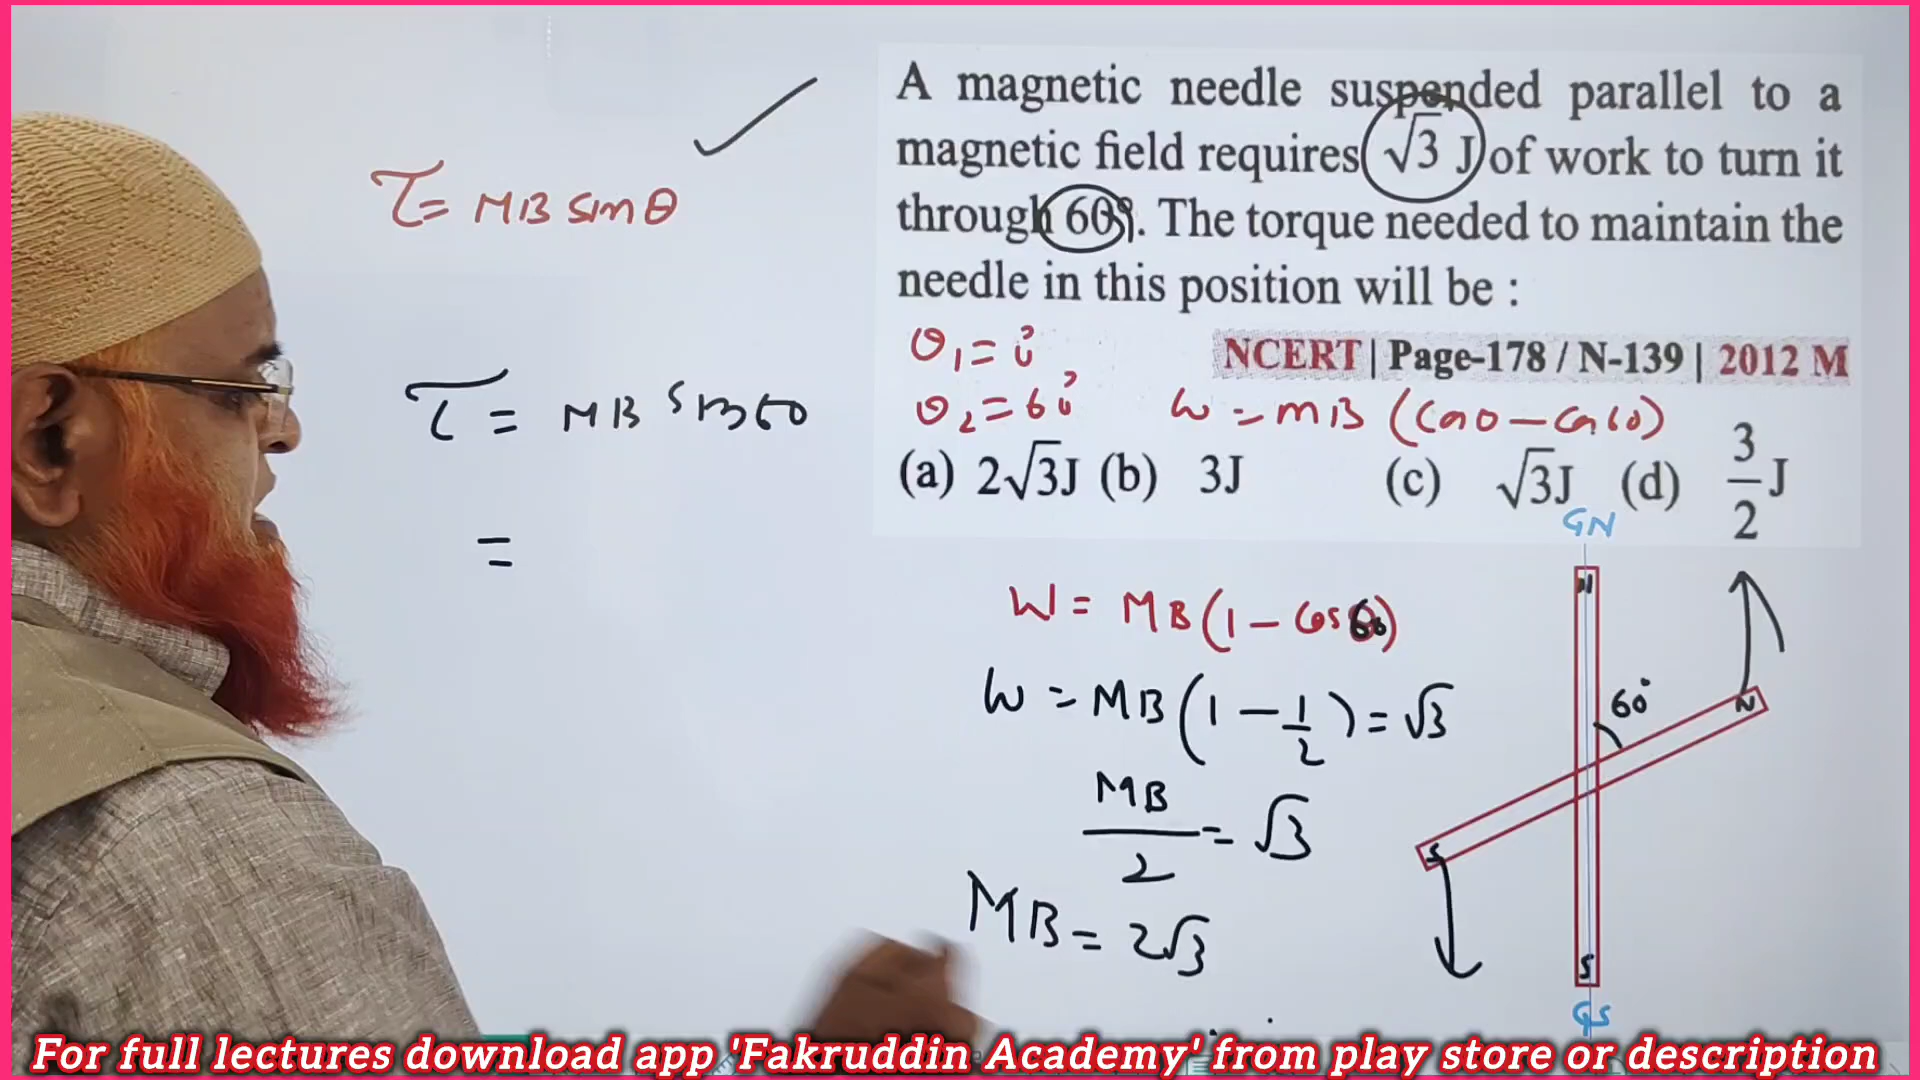 A magnetic needle suspended parallel to a
magnetic field requires √3 J of work to turn it
through 60°. The torque needed to maintain the
needle in this position will be :
NCERT | Page-178 / N-139 | 2012 M
θ₁ = 0°
θ₂ = 60°
W = MB (cos0 – cos60)
(a) 2√3J (b) 3J (c) √3J (d) 3/2 J
τ = MB sinθ
τ = MB sin60
=
W = MB(1 – cos60)
W = MB(1 – 1/2) = √3
MB/2 = √3
MB = 2√3
GN
N
60°
N
S
S
GS
For full lectures download app 'Fakruddin Academy' from play store or description